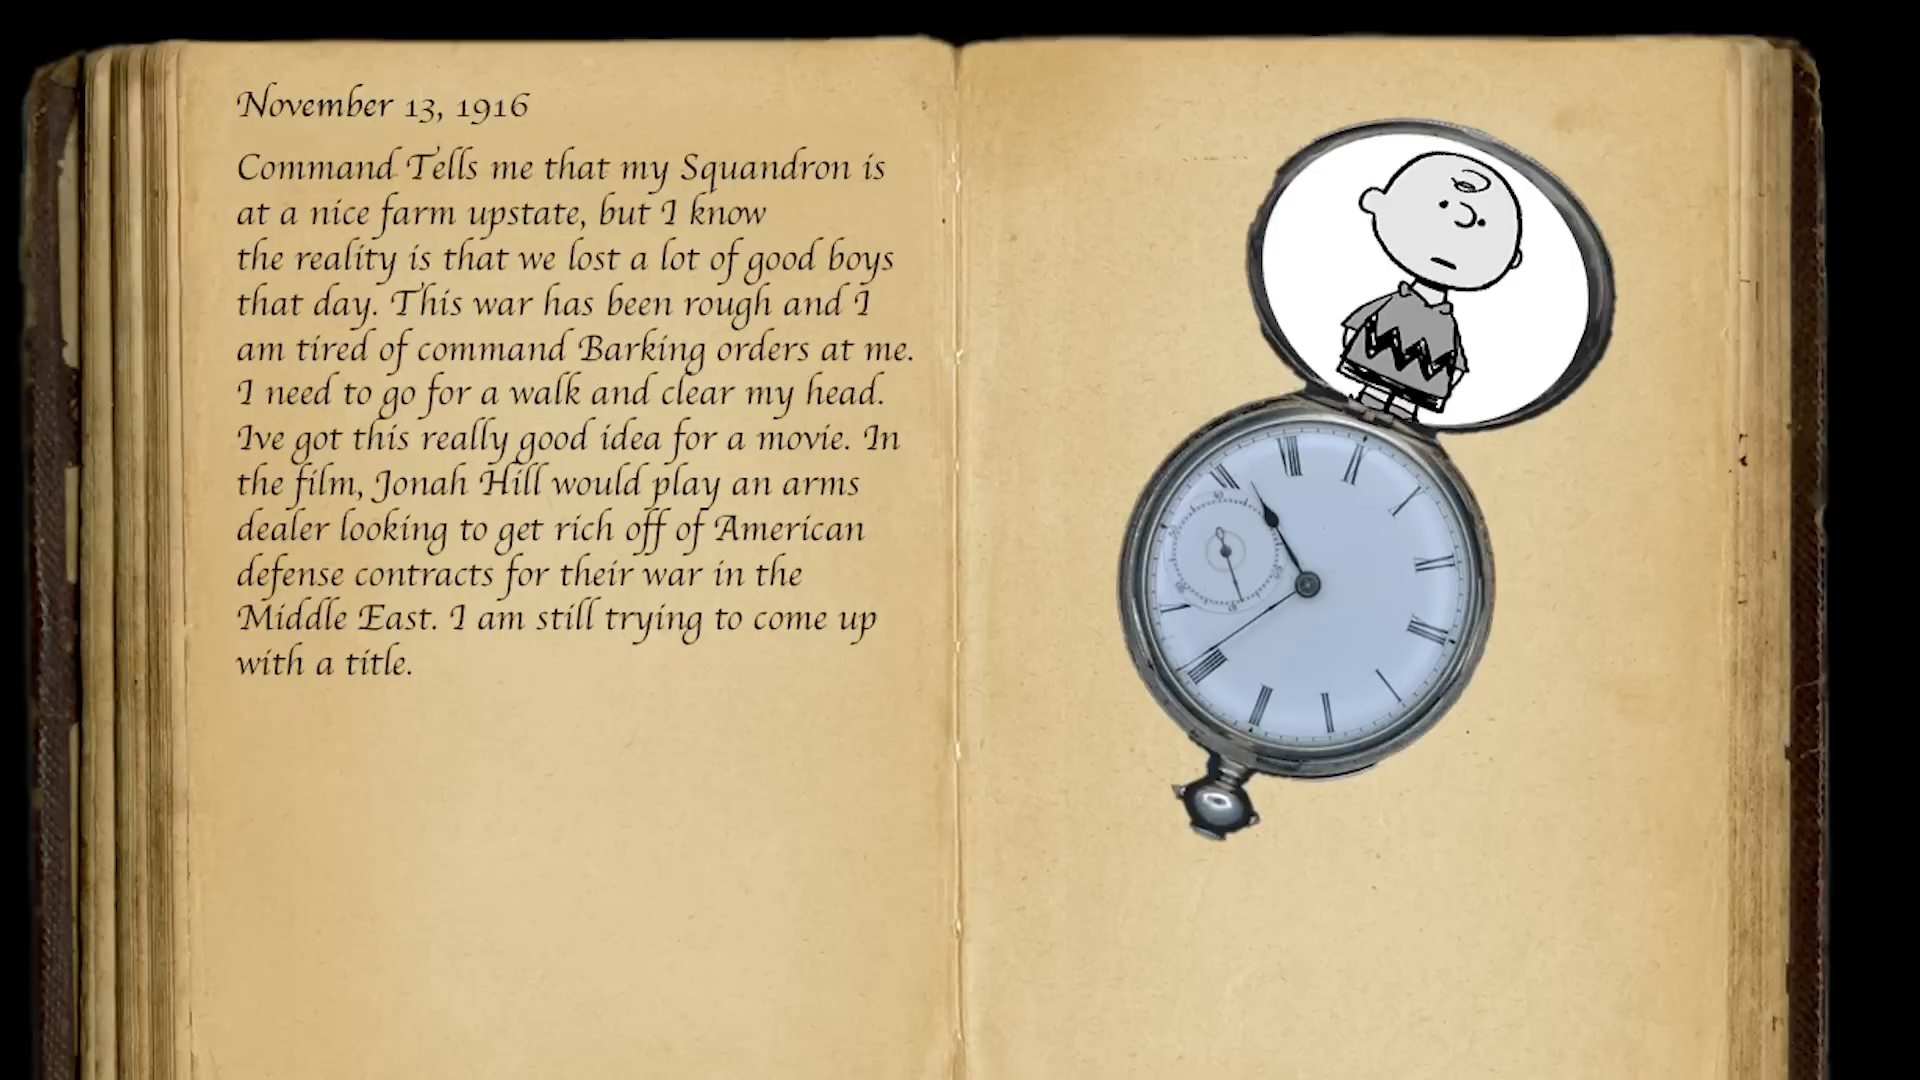 November 13, 1916
Command Tells me that my Squandron is
at a nice farm upstate, but I know
the reality is that we lost a lot of good boys
that day. This war has been rough and I
am tired of command Barking orders at me.
I need to go for a walk and clear my head.
Ive got this really good idea for a movie. In
the film, Jonah Hill would play an arms
dealer looking to get rich off of American
defense contracts for their war in the
Middle East. I am still trying to come up
with a title.